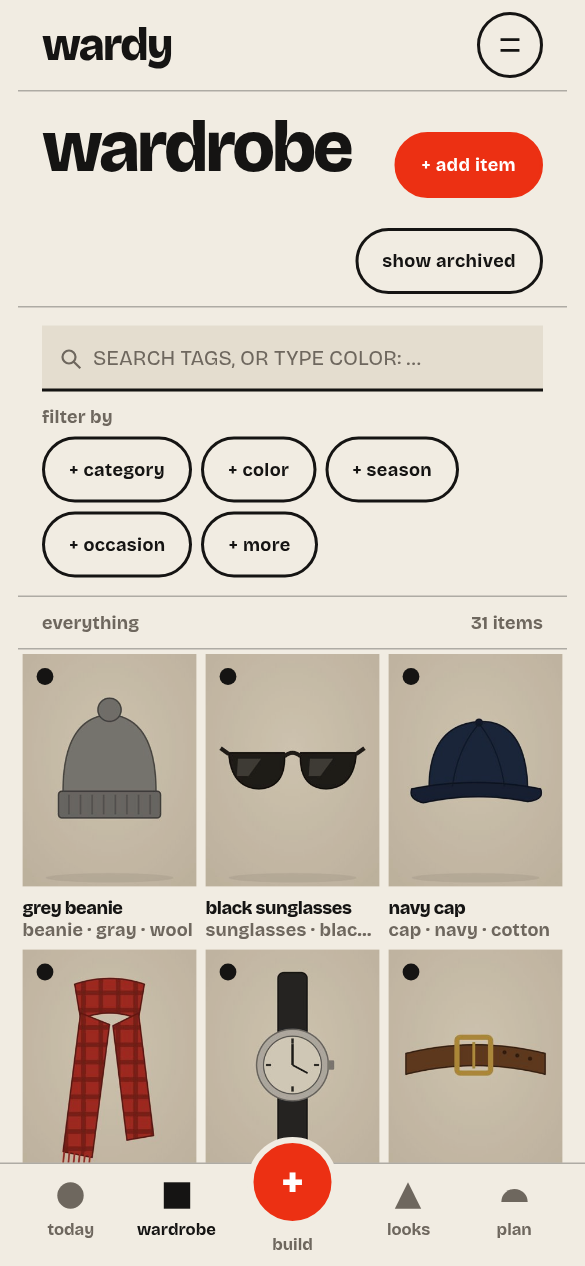 wardy
wardrobe
+ add item
show archived
SEARCH TAGS, OR TYPE COLOR: ...
filter by
+ category + color + season
+ occasion + more
everything 31 items
grey beanie black sunglasses navy cap
beanie · gray · wool sunglasses · blac... cap · navy · cotton
today wardrobe + build looks plan